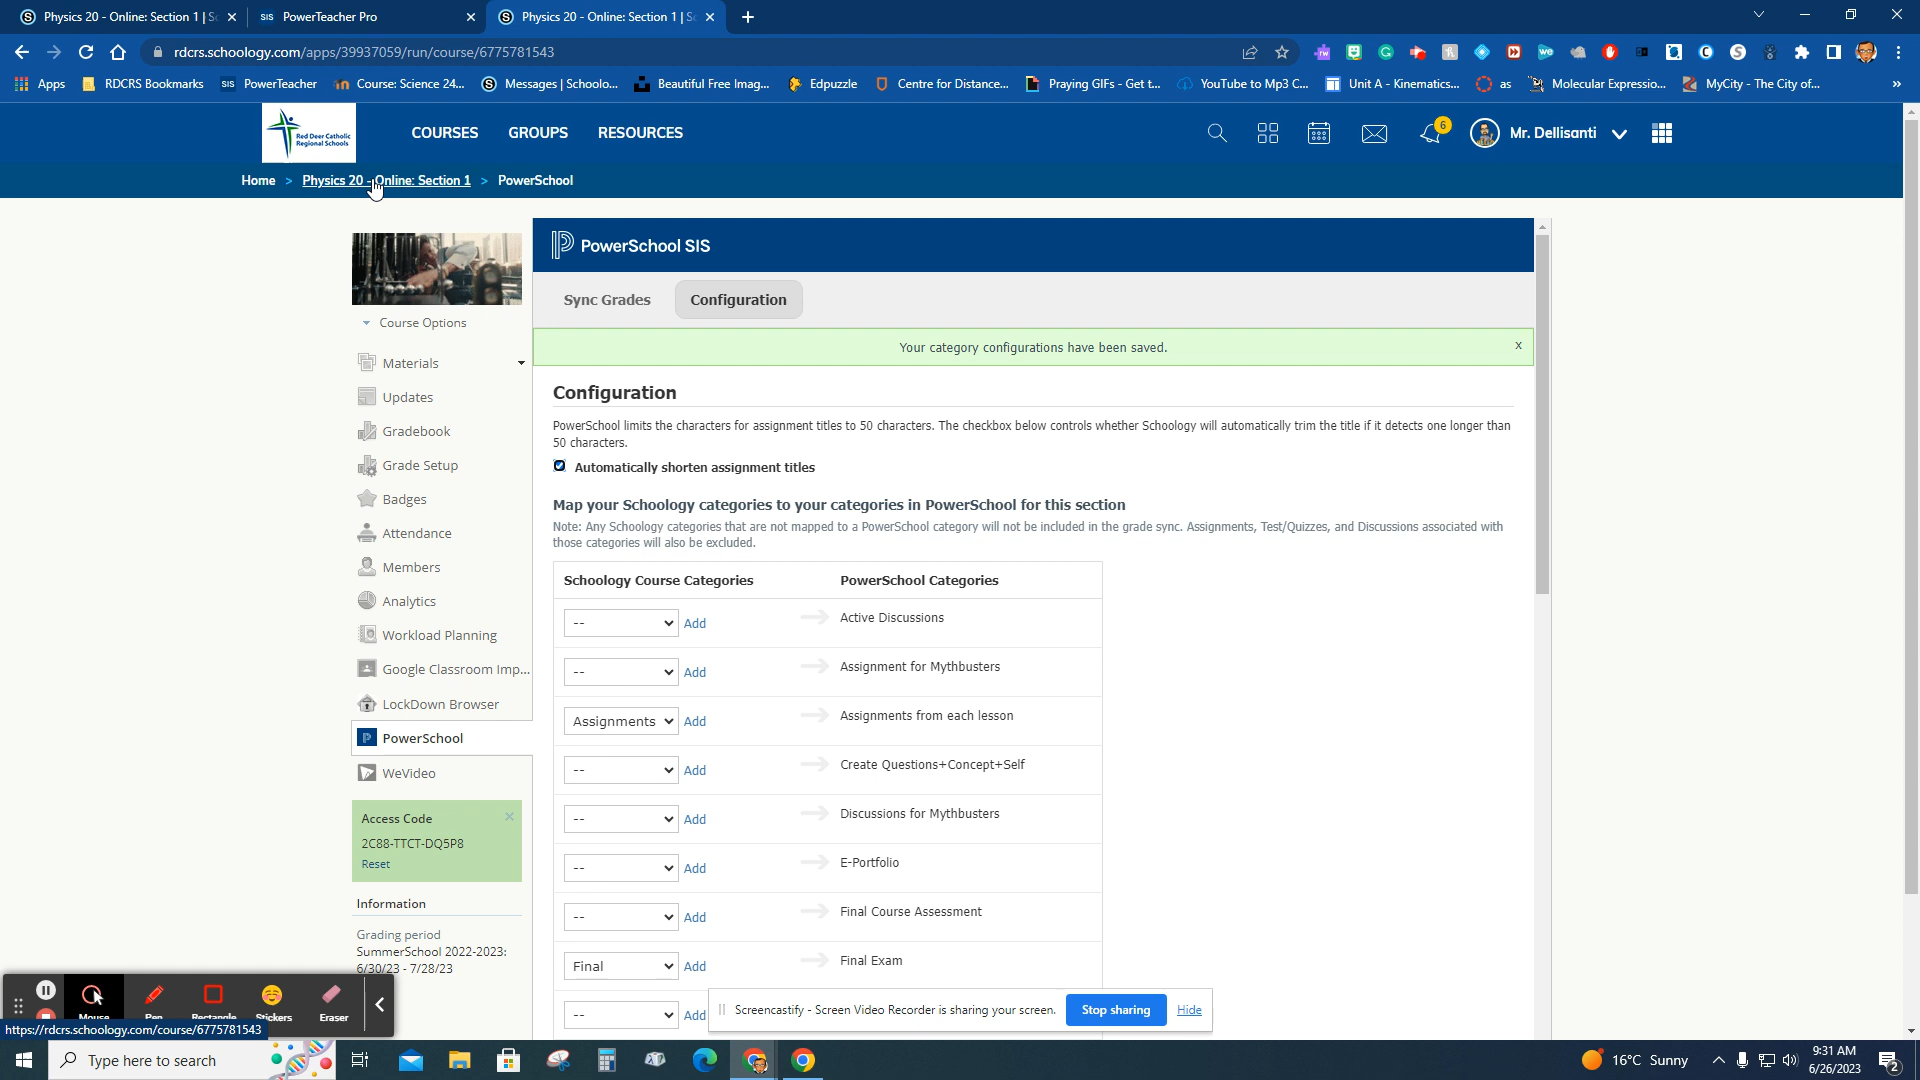 Physics 20 - Online: Section 1 | Sc
PowerTeacher Pro
Physics 20 - Online: Section 1 | Sc
rdcrs.schoology.com/apps/39937059/run/course/6775781543
Apps
RDCRS Bookmarks
SIS PowerTeacher
Course: Science 24...
Messages | Schoolo...
Beautiful Free Imag...
Edpuzzle
Centre for Distance...
Praying GIFs - Get t...
YouTube to Mp3 C...
Unit A - Kinematics...
as
Molecular Expressio...
MyCity - The City of...
Red Deer Catholic
Regional Schools
COURSES
GROUPS
RESOURCES
6
Mr. Dellisanti
Home > Physics 20 - Online: Section 1 > PowerSchool
PowerSchool SIS
Sync Grades
Configuration
Your category configurations have been saved.
x
Course Options
Materials
Updates
Gradebook
Grade Setup
Badges
Attendance
Members
Analytics
Workload Planning
Google Classroom Imp...
LockDown Browser
PowerSchool
WeVideo
Access Code
2C88-TTCT-DQ5P8
Reset
Information
Grading period
SummerSchool 2022-2023:
6/30/23 - 7/28/23
Configuration
PowerSchool limits the characters for assignment titles to 50 characters. The checkbox below controls whether Schoology will automatically trim the title if it detects one longer than
50 characters.
Automatically shorten assignment titles
Map your Schoology categories to your categories in PowerSchool for this section
Note: Any Schoology categories that are not mapped to a PowerSchool category will not be included in the grade sync. Assignments, Test/Quizzes, and Discussions associated with
those categories will also be excluded.
Schoology Course Categories PowerSchool Categories
-- Add Active Discussions
-- Add Assignment for Mythbusters
Assignments Add Assignments from each lesson
-- Add Create Questions+Concept+Self
-- Add Discussions for Mythbusters
-- Add E-Portfolio
-- Add Final Course Assessment
Final Add Final Exam
-- Add
Mouse
Pen
Rectangle
Stickers
Eraser
Screencastify - Screen Video Recorder is sharing your screen.
Stop sharing
Hide
https://rdcrs.schoology.com/course/6775781543
Type here to search
16°C Sunny
9:31 AM
6/26/2023
2